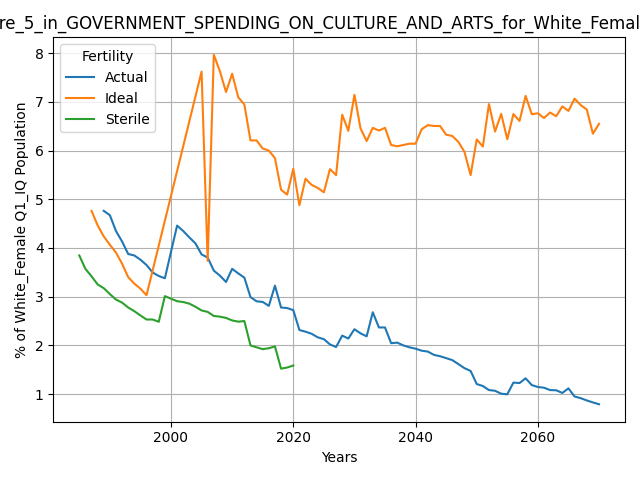 re_5_in_GOVERNMENT_SPENDING_ON_CULTURE_AND_ARTS_for_White_Femal
Fertility
Actual
Ideal
Sterile
% of White_Female Q1_IQ Population
8
7
6
5
4
3
2
1
2000 2020 2040 2060
Years